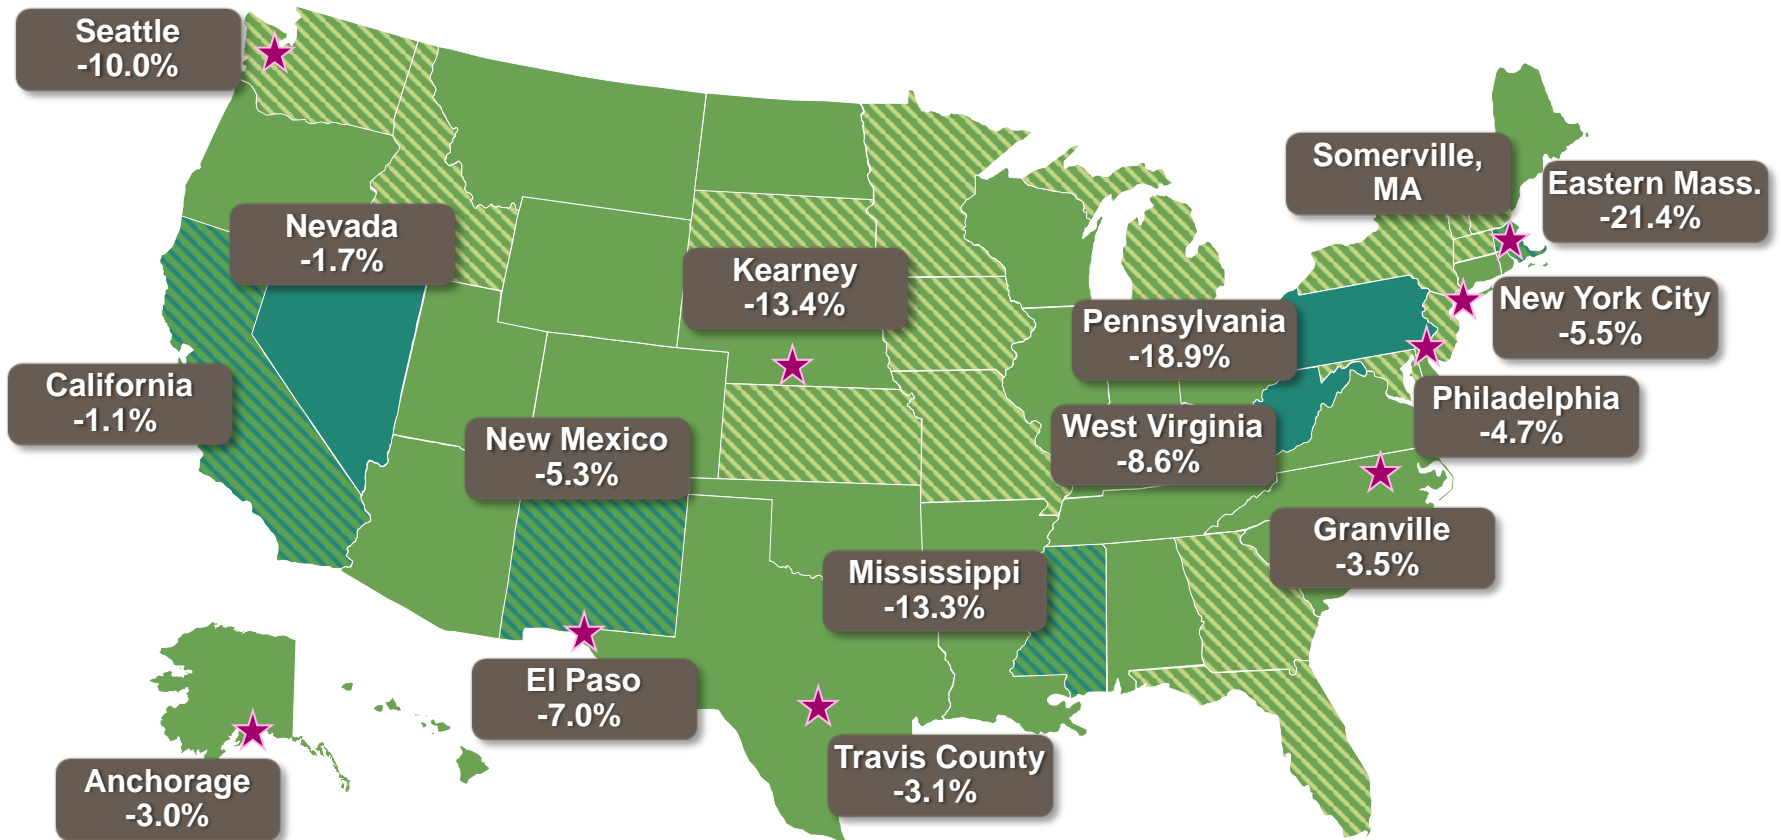 Seattle
-10.0%
Somerville,
MA
Eastern Mass.
-21.4%
Nevada
-1.7%
Kearney
-13.4%
New York City
-5.5%
Pennsylvania
-18.9%
California
-1.1%
Philadelphia
-4.7%
West Virginia
-8.6%
New Mexico
-5.3%
Granville
-3.5%
Mississippi
-13.3%
El Paso
-7.0%
Travis County
-3.1%
Anchorage
-3.0%